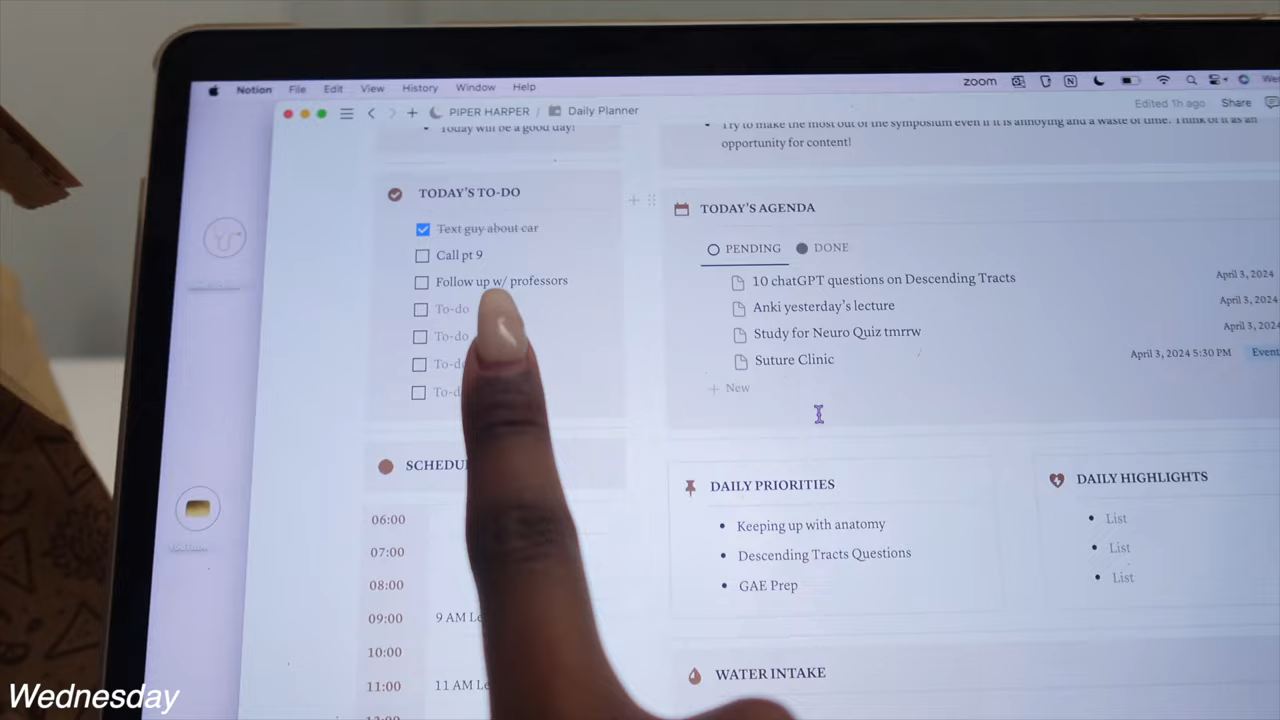 Notion File Edit View History Window Help
zoom
PIPER HARPER / Daily Planner
Edited 1h ago Share
Today will be a good day!
Try to make the most out of the symposium even if it is annoying and a waste of time. Think of it as an
opportunity for content!
TODAY'S TO-DO
Text guy about car
Call pt 9
Follow up w/ professors
To-do
To-do
TODAY'S AGENDA
PENDING DONE
10 chatGPT questions on Descending Tracts April 3, 2024
Anki yesterday's lecture April 3, 2024
Study for Neuro Quiz tmrrw April 3, 2024
Suture Clinic April 3, 2024 5:30 PM Event
+ New
SCHEDU
06:00
07:00
08:00
09:00 9 AM Le
10:00
11:00 11 AM Le
DAILY PRIORITIES
Keeping up with anatomy
Descending Tracts Questions
GAE Prep
DAILY HIGHLIGHTS
List
List
List
WATER INTAKE
Wednesday